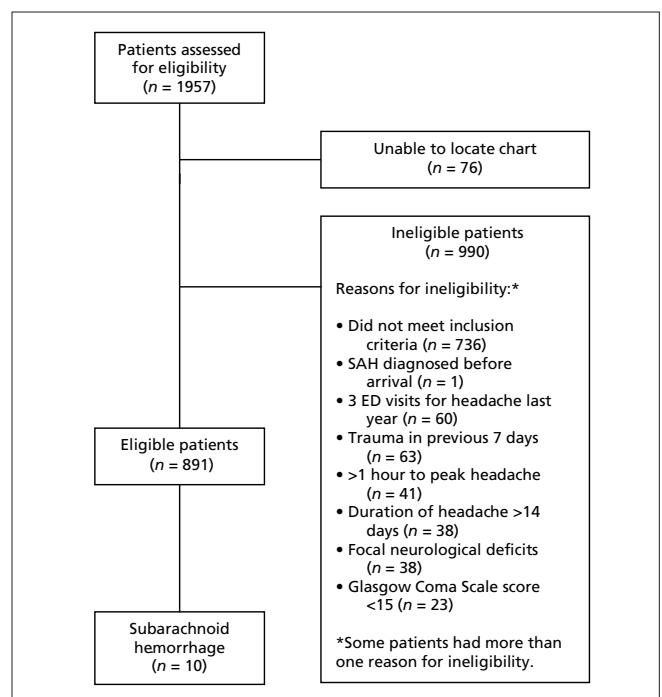 Patients assessed
for eligibility
(n = 1957)
Unable to locate chart
(n = 76)
Ineligible patients
(n = 990)
Reasons for ineligibility:*
• Did not meet inclusion
criteria (n = 736)
• SAH diagnosed before
arrival (n = 1)
• 3 ED visits for headache last
year (n = 60)
• Trauma in previous 7 days
(n = 63)
• >1 hour to peak headache
(n = 41)
• Duration of headache >14
days (n = 38)
• Focal neurological deficits
(n = 38)
• Glasgow Coma Scale score
<15 (n = 23)
*Some patients had more than
one reason for ineligibility.
Eligible patients
(n = 891)
Subarachnoid
hemorrhage
(n = 10)